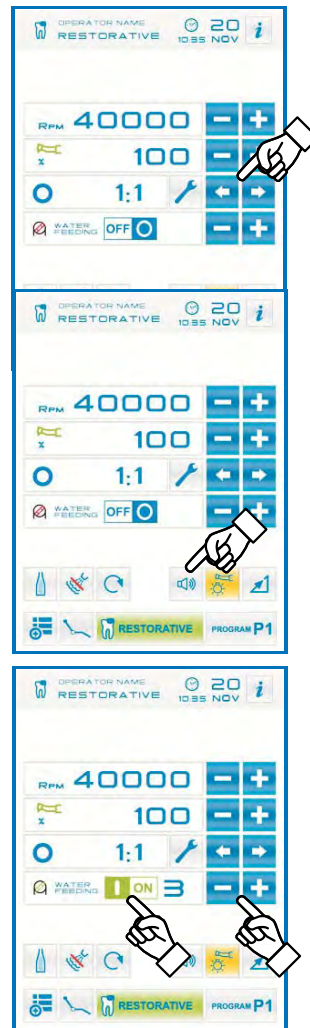 OPERATOR NAME 20
RESTORATIVE 10:35 NOV i
RPM 40000 - +
x 100 -
1:1
WATER FEEDING OFF - +
OPERATOR NAME 20
RESTORATIVE 10:35 NOV i
RPM 40000 - +
x 100 - +
1:1
WATER FEEDING OFF - +
RESTORATIVE PROGRAM P1
OPERATOR NAME 20
RESTORATIVE 10:35 NOV i
RPM 40000 - +
x 100 - +
1:1
WATER FEEDING I ON 3 - +
RESTORATIVE PROGRAM P1